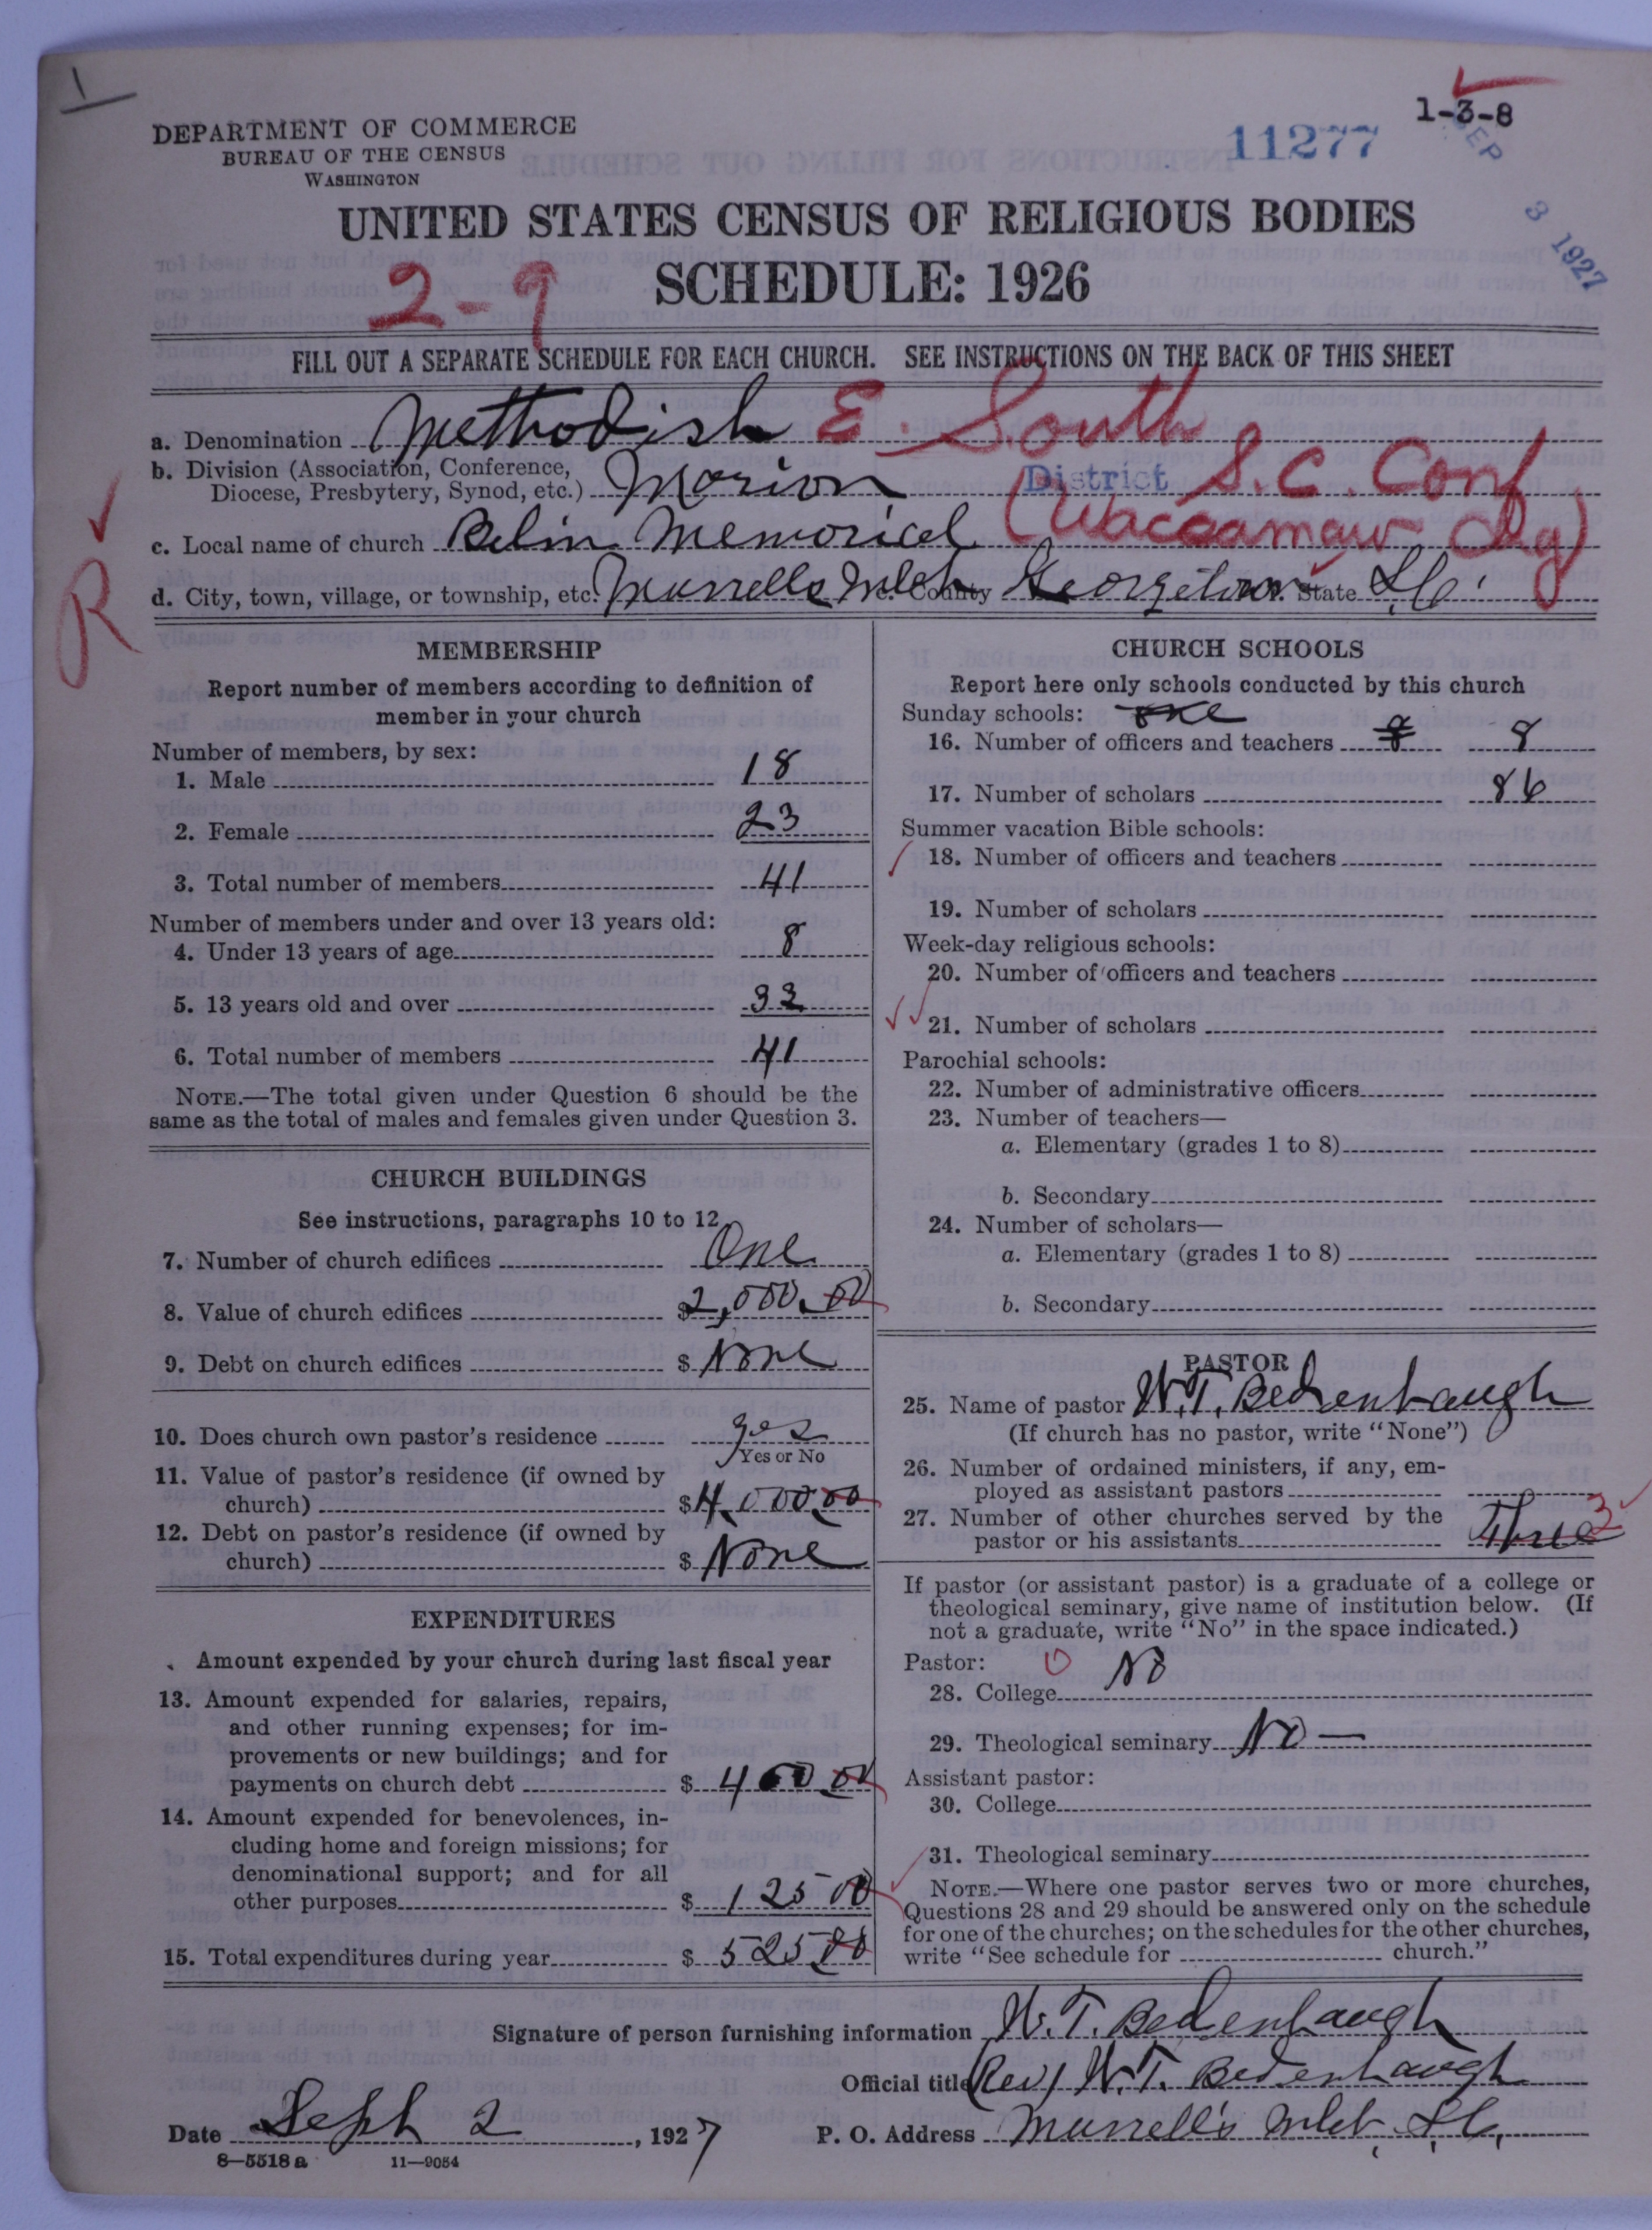 1
1-3-8
DEPARTMENT OF COMMERCE
BUREAU OF THE CENSUS
WASHINGTON
11277
SEP 3 1927
UNITED STATES CENSUS OF RELIGIOUS BODIES
2-9 SCHEDULE: 1926
FILL OUT A SEPARATE SCHEDULE FOR EACH CHURCH. SEE INSTRUCTIONS ON THE BACK OF THIS SHEET
a. Denomination Methodish E. South
b. Division (Association, Conference,
Diocese, Presbytery, Synod, etc.) Marion District S.C. Conf
c. Local name of church Belin Memorial (Waccamaw Chg)
d. City, town, village, or township, etc. Murrells Inlet County Georgetown State S.C.
R
MEMBERSHIP
Report number of members according to definition of
member in your church
Number of members, by sex:
1. Male 18
2. Female 23
3. Total number of members 41
Number of members under and over 13 years old:
4. Under 13 years of age 8
5. 13 years old and over 33
6. Total number of members 41
NOTE.—The total given under Question 6 should be the
same as the total of males and females given under Question 3.
CHURCH BUILDINGS
See instructions, paragraphs 10 to 12
7. Number of church edifices One
8. Value of church edifices $2,000.00
9. Debt on church edifices $ None
10. Does church own pastor's residence yes
Yes or No
11. Value of pastor's residence (if owned by
church) $4,000.00
12. Debt on pastor's residence (if owned by
church) $ None
EXPENDITURES
Amount expended by your church during last fiscal year
13. Amount expended for salaries, repairs,
and other running expenses; for im-
provements or new buildings; and for
payments on church debt $ 400.00
14. Amount expended for benevolences, in-
cluding home and foreign missions; for
denominational support; and for all
other purposes $ 125 00
15. Total expenditures during year $ 525 00
CHURCH SCHOOLS
Report here only schools conducted by this church
Sunday schools: one
16. Number of officers and teachers 8 8
17. Number of scholars 86
Summer vacation Bible schools:
18. Number of officers and teachers
19. Number of scholars
Week-day religious schools:
20. Number of officers and teachers
21. Number of scholars
Parochial schools:
22. Number of administrative officers
23. Number of teachers—
a. Elementary (grades 1 to 8)
b. Secondary
24. Number of scholars—
a. Elementary (grades 1 to 8)
b. Secondary
PASTOR
25. Name of pastor W.T. Bedenbaugh
(If church has no pastor, write "None")
26. Number of ordained ministers, if any, em-
ployed as assistant pastors
27. Number of other churches served by the
pastor or his assistants Three 3
If pastor (or assistant pastor) is a graduate of a college or
theological seminary, give name of institution below. (If
not a graduate, write "No" in the space indicated.)
Pastor: 0
28. College No
29. Theological seminary No —
Assistant pastor:
30. College
31. Theological seminary
NOTE.—Where one pastor serves two or more churches,
Questions 28 and 29 should be answered only on the schedule
for one of the churches; on the schedules for the other churches,
write "See schedule for church."
Signature of person furnishing information W.T. Bedenbaugh
Official title (Rev) W.T. Bedenbaugh
Date Seph 2, 1927 P. O. Address Murrell's Inlet, S.C.
8—5518a 11—9054